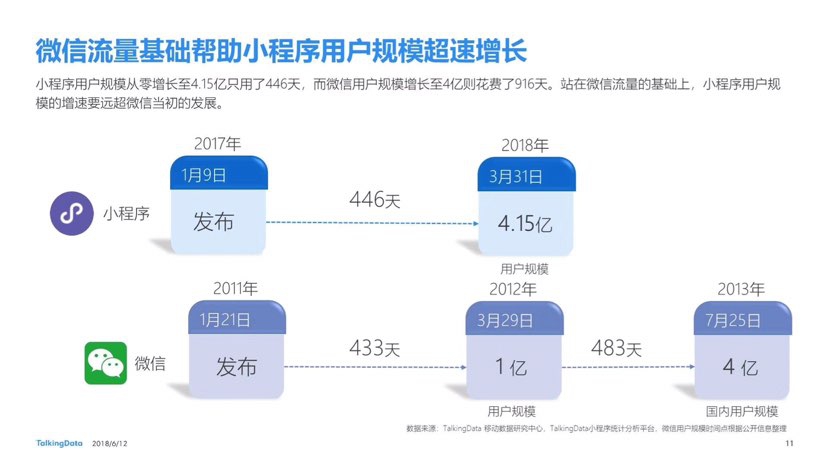 微信流量基础帮助小程序用户规模超速增长
小程序用户规模从零增长至4.15亿只用了446天，而微信用户规模增长至4亿则花费了916天。站在微信流量的基础上，小程序用户规
模的增速要远超微信当初的发展。
2017年
2018年
1月9日
3月31日
小程序
发布
446天
4.15亿
用户规模
2011年
2012年
2013年
1月21日
3月29日
7月25日
微信
发布
433天
1亿
483天
4亿
用户规模
国内用户规模
数据来源：TalkingData 移动数据研究中心、TalkingData小程序统计分析平台，微信用户规模时间点根据公开信息整理
TalkingData 2018/6/12
11